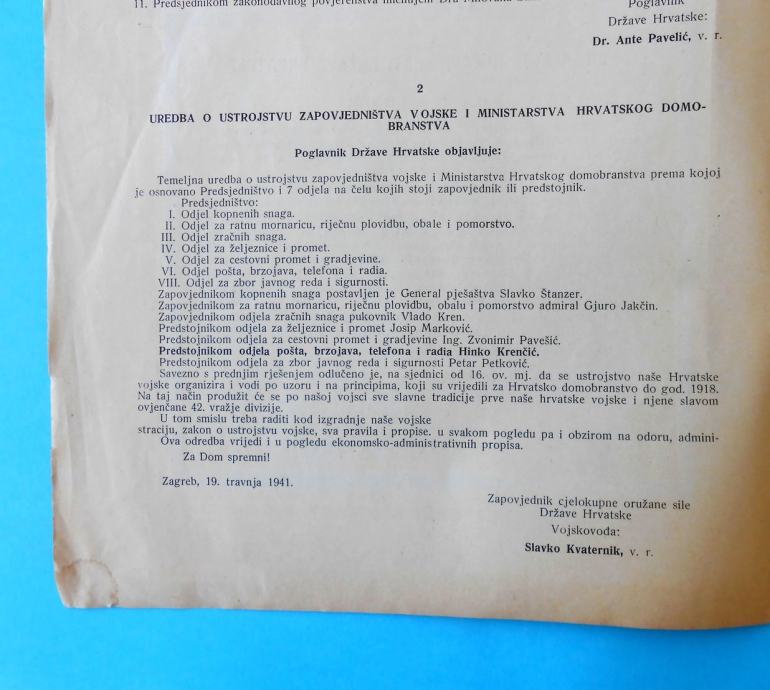 11. Predsjednikom zakonodavnog povjerenstva imenujem Dra Milovana
Poglavnik
Države Hrvatske:
Dr. Ante Pavelić, v. r.
2
UREDBA O USTROJSTVU ZAPOVJEDNIŠTVA VOJSKE I MINISTARSTVA HRVATSKOG DOMO-
BRANSTVA
Poglavnik Države Hrvatske objavljuje:
Temeljna uredba o ustrojstvu zapovjedništva vojske i Ministarstva Hrvatskog domobranstva prema kojoj
je osnovano Predsjedništvo i 7 odjela na čelu kojih stoji zapovjednik ili predstojnik.
Predsjedništvo:
I. Odjel kopnenih snaga.
II. Odjel za ratnu mornaricu, riječnu plovidbu, obale i pomorstvo.
III. Odjel zračnih snaga.
IV. Odjel za željeznice i promet.
V. Odjel za cestovni promet i gradjevine.
VI. Odjel pošta, brzojava, telefona i radia.
VIII. Odjel za zbor javnog reda i sigurnosti.
Zapovjednikom kopnenih snaga postavljen je General pješaštva Slavko Štanzer.
Zapovjednikom za ratnu mornaricu, riječnu plovidbu, obalu i pomorstvo admiral Gjuro Jakčin.
Zapovjednikom odjela zračnih snaga pukovnik Vlado Kren.
Predstojnikom odjela za željeznice i promet Josip Marković.
Predstojnikom odjela za cestovni promet i gradjevine Ing. Zvonimir Pavešić.
Predstojnikom odjela pošta, brzojava, telefona i radia Hinko Krenčić.
Predstojnikom odjela za zbor javnog reda i sigurnosti Petar Petković.
Savezno s prednjim rješenjem odlučeno je, na sjednici od 16. ov. mj. da se ustrojstvo naše Hrvatske
vojske organizira i vodi po uzoru i na principima, koji su vrijedili za Hrvatsko domobranstvo do god. 1918.
Na taj način produžit će se po našoj vojsci sve slavne tradicije prve naše hrvatske vojske i njene slavom
ovjenčane 42. vražje divizije.
U tom smislu treba raditi kod izgradnje naše vojske
straciju, zakon o ustrojstvu vojske, sva pravila i propise. u svakom pogledu pa i obzirom na odoru, admini-
Ova odredba vrijedi i u pogledu ekonomsko-administrativnih propisa.
Za Dom spremni!
Zagreb, 19. travnja 1941.
Zapovjednik cjelokupne oružane sile
Države Hrvatske
Vojskovođa:
Slavko Kvaternik, v. r.